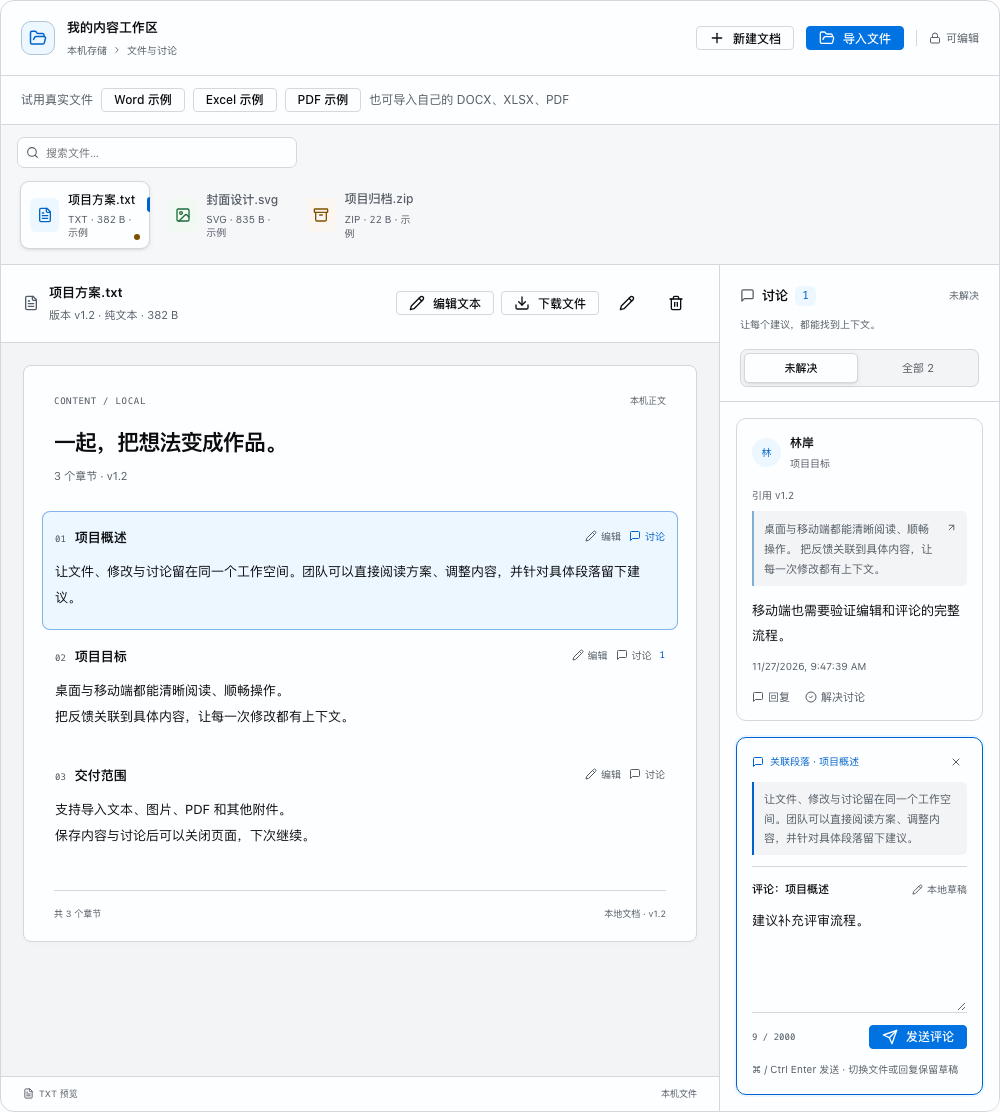 我的内容工作区
本机存储 > 文件与讨论
新建文档
导入文件
可编辑
试用真实文件
Word 示例
Excel 示例
PDF 示例
也可导入自己的 DOCX、XLSX、PDF
搜索文件...
项目方案.txt
TXT · 382 B ·
示例
封面设计.svg
SVG · 835 B ·
示例
项目归档.zip
ZIP · 22 B · 示
例
项目方案.txt
版本 v1.2 · 纯文本 · 382 B
编辑文本
下载文件
CONTENT / LOCAL
本机正文
一起，把想法变成作品。
3 个章节 · v1.2
01 项目概述
编辑
讨论
让文件、修改与讨论留在同一个工作空间。团队可以直接阅读方案、调整内容，并针对具体段落留下建
议。
02 项目目标
编辑
讨论 1
桌面与移动端都能清晰阅读、顺畅操作。
把反馈关联到具体内容，让每一次修改都有上下文。
03 交付范围
编辑
讨论
支持导入文本、图片、PDF 和其他附件。
保存内容与讨论后可以关闭页面，下次继续。
共 3 个章节
本地文档 · v1.2
TXT 预览
本机文件
讨论 1
未解决
让每个建议，都能找到上下文。
未解决
全部 2
林
林岸
项目目标
引用 v1.2
桌面与移动端都能清晰阅读、顺畅
操作。 把反馈关联到具体内容，让
每一次修改都有上下文。
移动端也需要验证编辑和评论的完整
流程。
11/27/2026, 9:47:39 AM
回复
解决讨论
关联段落 · 项目概述
让文件、修改与讨论留在同一个工作空
间。团队可以直接阅读方案、调整内
容，并针对具体段落留下建议。
评论：项目概述
本地草稿
建议补充评审流程。
9 / 2000
发送评论
⌘ / Ctrl Enter 发送 · 切换文件或回复保留草稿